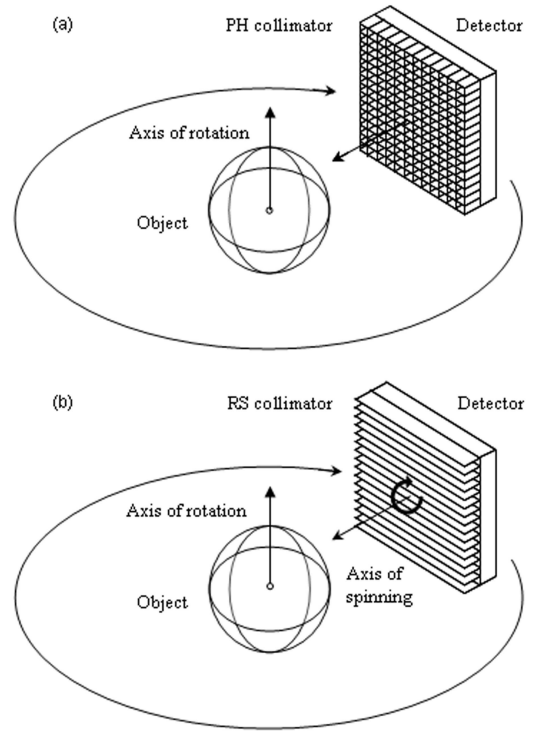 (a)
PH collimator
Detector
Axis of rotation
Object
(b)
RS collimator
Detector
Axis of rotation
Object
Axis of
spinning